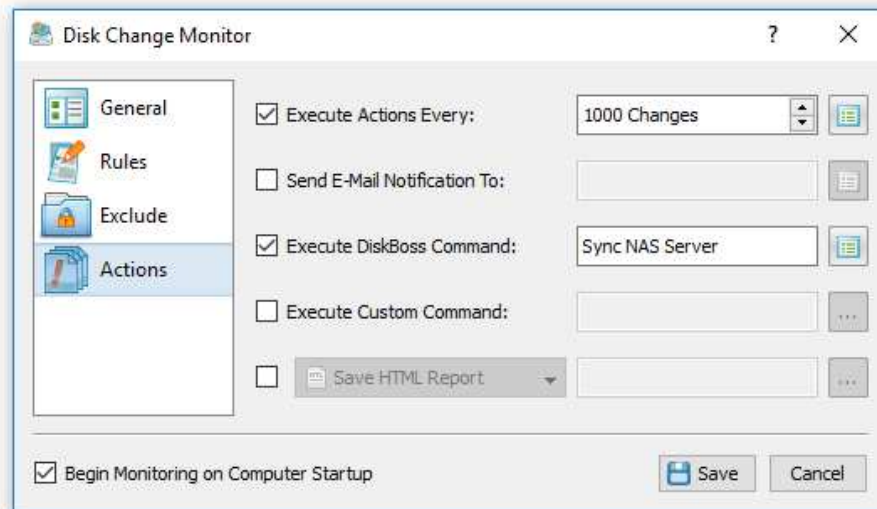 Disk Change Monitor
?
General
Rules
Exclude
Actions
Execute Actions Every:
1000 Changes
Send E-Mail Notification To:
Execute DiskBoss Command:
Sync NAS Server
Execute Custom Command:
...
Save HTML Report
...
Begin Monitoring on Computer Startup
Save
Cancel